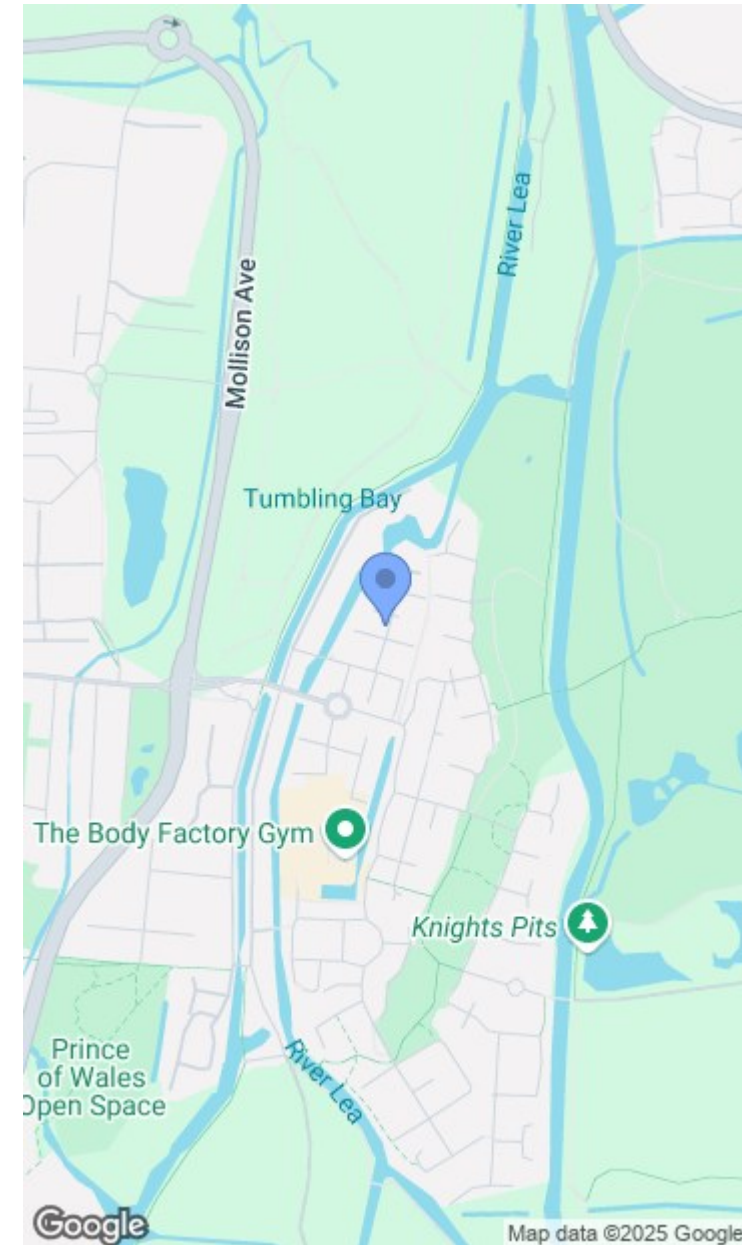 River Lea
Mollison Ave
Tumbling Bay
The Body Factory Gym
Knights Pits
Prince
of Wales
Open Space
River Lea
Google
Map data ©2025 Google